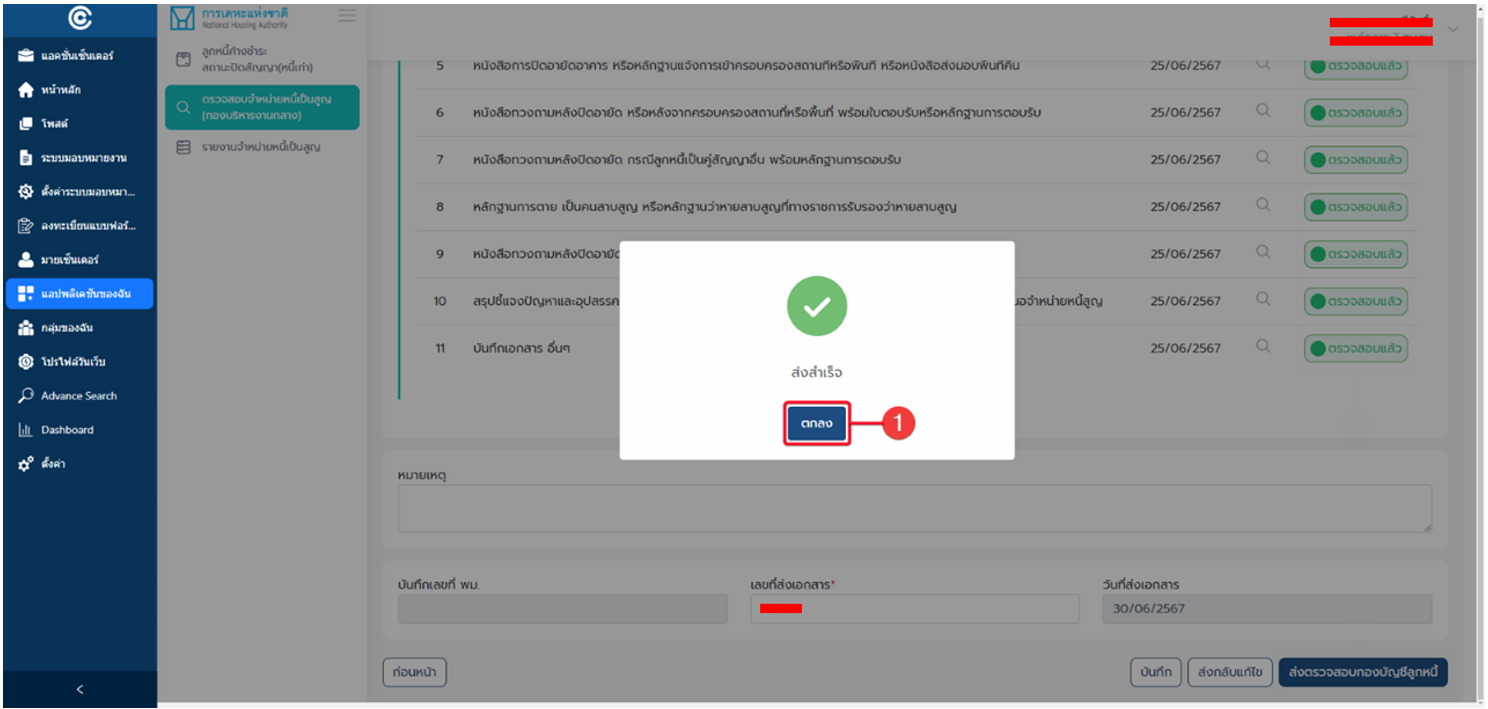 การเคหะแห่งชาติ
National Housing Authority
แอคชั่นเซ็นเตอร์
หน้าหลัก
โพสต์
ระบบมอบหมายงาน
ตั้งค่าระบบมอบหมา...
ลงทะเบียนแบบฟอร์...
มายเซ็นเตอร์
แอปพลิเคชันของฉัน
กลุ่มของฉัน
โปรไฟล์วันเว็บ
Advance Search
Dashboard
ตั้งค่า
<
ลูกหนี้ค้างชำระ
สถานะปิดสัญญา(หนี้เก่า)
ตรวจสอบจำหน่ายหนี้เป็นสูญ
(กองบริหารงานกลาง)
รายงานจำหน่ายหนี้เป็นสูญ
5 หนังสือการปิดอายัดอาคาร หรือหลักฐานแจ้งการเข้าครอบครองสถานที่หรือพื้นที่ หรือหนังสือส่งมอบพื้นที่คืน 25/06/2567 ตรวจสอบแล้ว
6 หนังสือทวงถามหลังปิดอายัด หรือหลังจากครอบครองสถานที่หรือพื้นที่ พร้อมใบตอบรับหรือหลักฐานการตอบรับ 25/06/2567 ตรวจสอบแล้ว
7 หนังสือทวงถามหลังปิดอายัด กรณีลูกหนี้เป็นคู่สัญญาอื่น พร้อมหลักฐานการตอบรับ 25/06/2567 ตรวจสอบแล้ว
8 หลักฐานการตาย เป็นคนสาบสูญ หรือหลักฐานว่าหายสาบสูญที่ทางราชการรับรองว่าหายสาบสูญ 25/06/2567 ตรวจสอบแล้ว
9 หนังสือทวงถามหลังปิดอายัด 25/06/2567 ตรวจสอบแล้ว
10 สรุปชี้แจงปัญหาและอุปสรรค นอจำหน่ายหนี้สูญ 25/06/2567 ตรวจสอบแล้ว
11 บันทึกเอกสาร อื่นๆ 25/06/2567 ตรวจสอบแล้ว
ส่งสำเร็จ
ตกลง 1
หมายเหตุ
บันทึกเลขที่ พม. เลขที่ส่งเอกสาร* วันที่ส่งเอกสาร
30/06/2567
ก่อนหน้า บันทึก ส่งกลับแก้ไข ส่งตรวจสอบกองบัญชีลูกหนี้